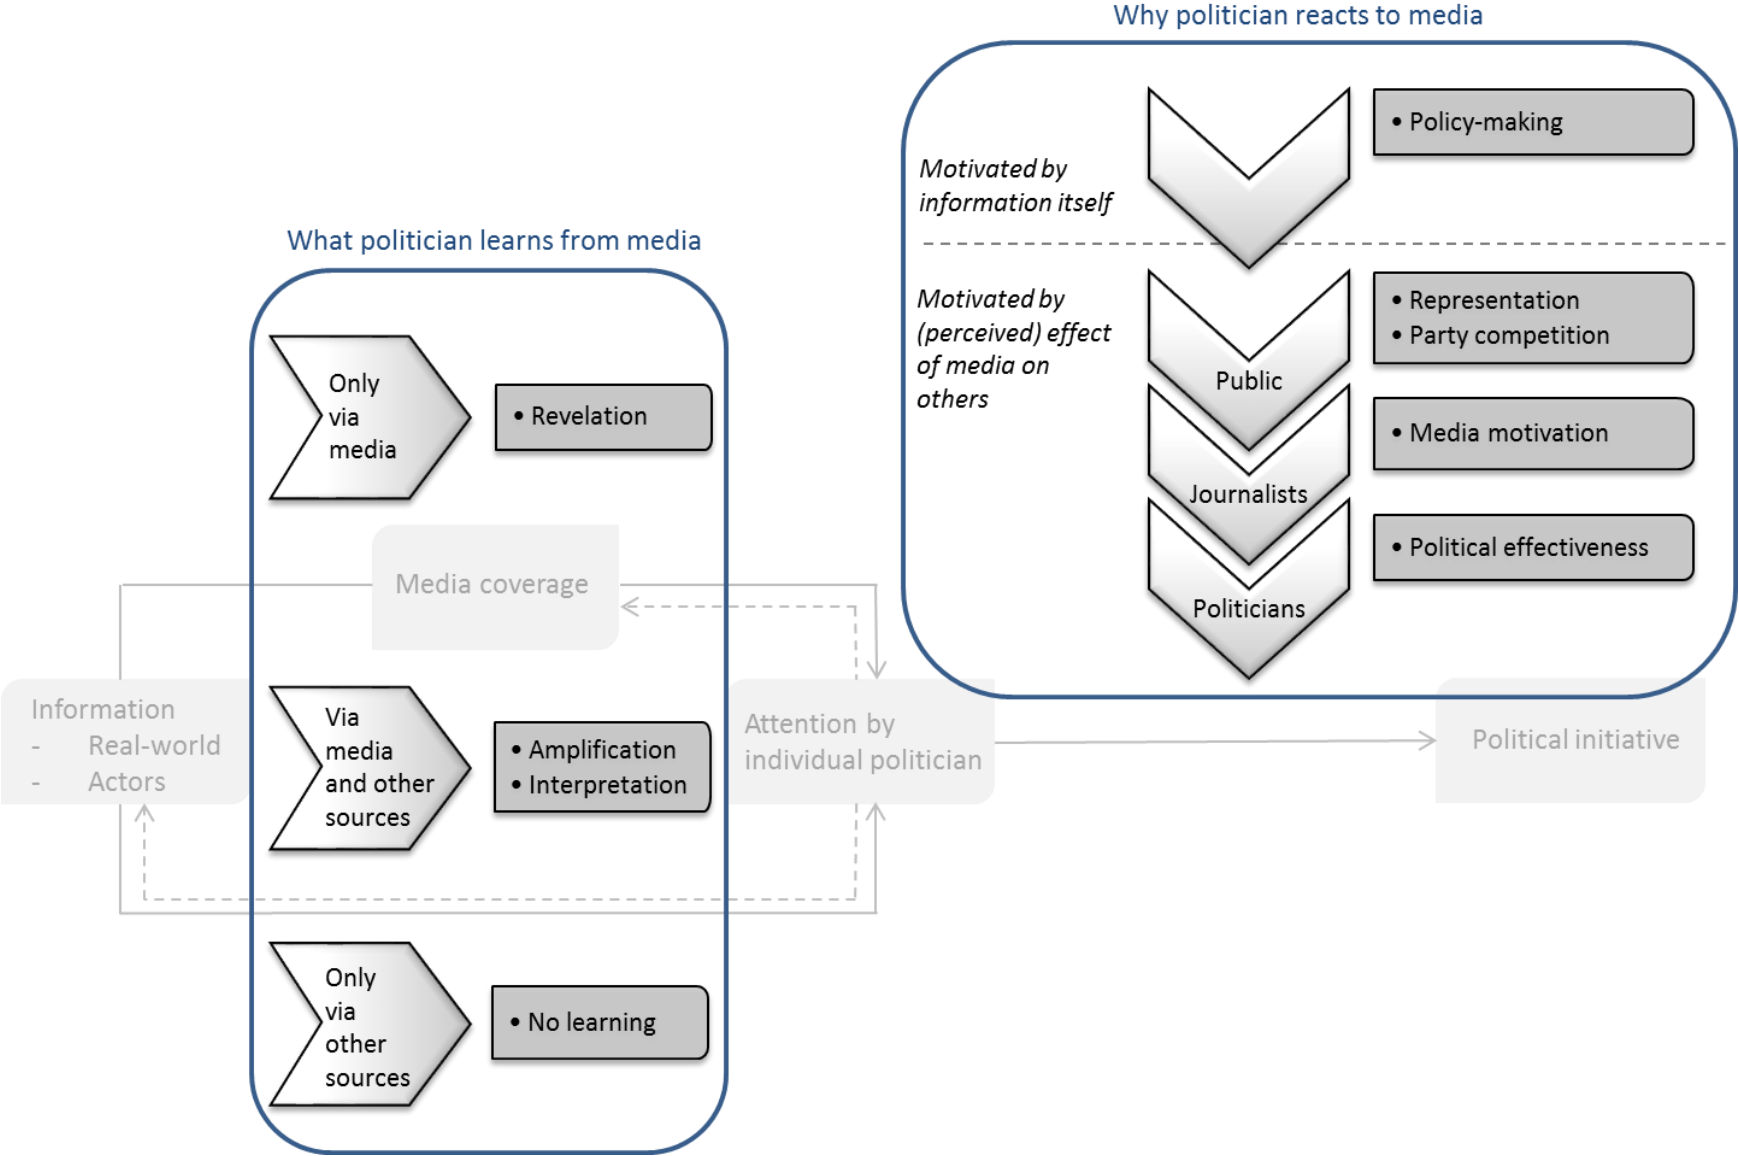 Why politician reacts to media
• Policy-making
Motivated by
information itself
Motivated by
(perceived) effect
of media on
others
• Representation
• Party competition
Public
• Media motivation
Journalists
• Political effectiveness
Politicians
What politician learns from media
Only
via
media
• Revelation
Media coverage
Information
- Real-world
- Actors
Via
media
and other
sources
• Amplification
• Interpretation
Attention by
individual politician
Political initiative
Only
via
other
sources
• No learning